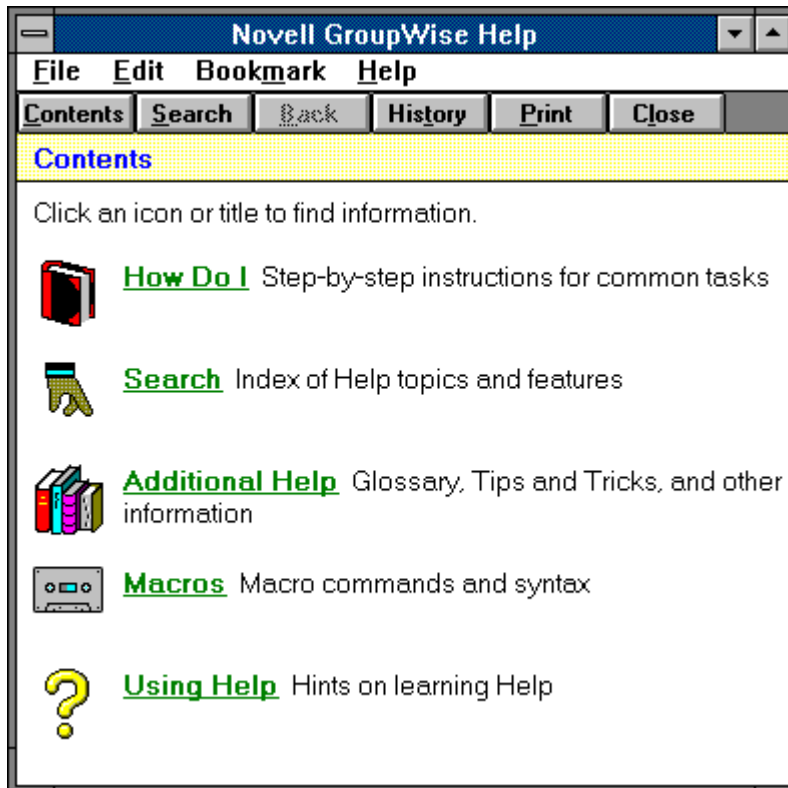 Novell GroupWise Help
File Edit Bookmark Help
Contents Search Back History Print Close
Contents
Click an icon or title to find information.
How Do I Step-by-step instructions for common tasks
Search Index of Help topics and features
Additional Help Glossary, Tips and Tricks, and other
information
Macros Macro commands and syntax
Using Help Hints on learning Help